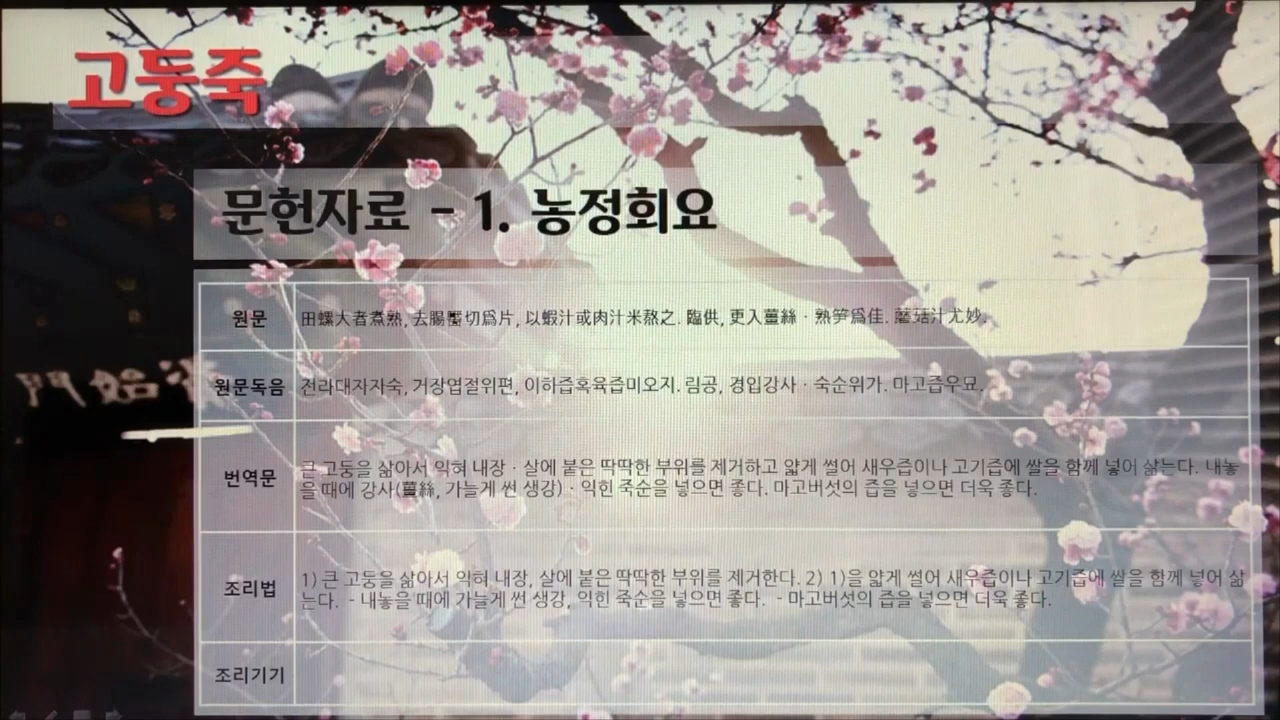 고둥죽
문헌자료 - 1. 농정회요
원문
田螺大者煮熟, 去腸靨切爲片, 以蝦汁或肉汁米熬之. 臨供, 更入薑絲 · 熟笋爲佳. 蘑菇汁尤妙.
원문독음
전라대자자숙, 거장엽절위편, 이하즙혹육즙미오지. 림공, 경입강사 · 숙순위가. 마고즙우묘.
번역문
큰 고둥을 삶아서 익혀 내장 · 살에 붙은 딱딱한 부위를 제거하고 얇게 썰어 새우즙이나 고기즙에 쌀을 함께 넣어 삶는다. 내놓
을 때에 강사(薑絲, 가늘게 썬 생강) · 익힌 죽순을 넣으면 좋다. 마고버섯의 즙을 넣으면 더욱 좋다.
조리법
1) 큰 고둥을 삶아서 익혀 내장, 살에 붙은 딱딱한 부위를 제거한다. 2) 1)을 얇게 썰어 새우즙이나 고기즙에 쌀을 함께 넣어 삶
는다. - 내놓을 때에 가늘게 썬 생강, 익힌 죽순을 넣으면 좋다. - 마고버섯의 즙을 넣으면 더욱 좋다.
조리기기
門始